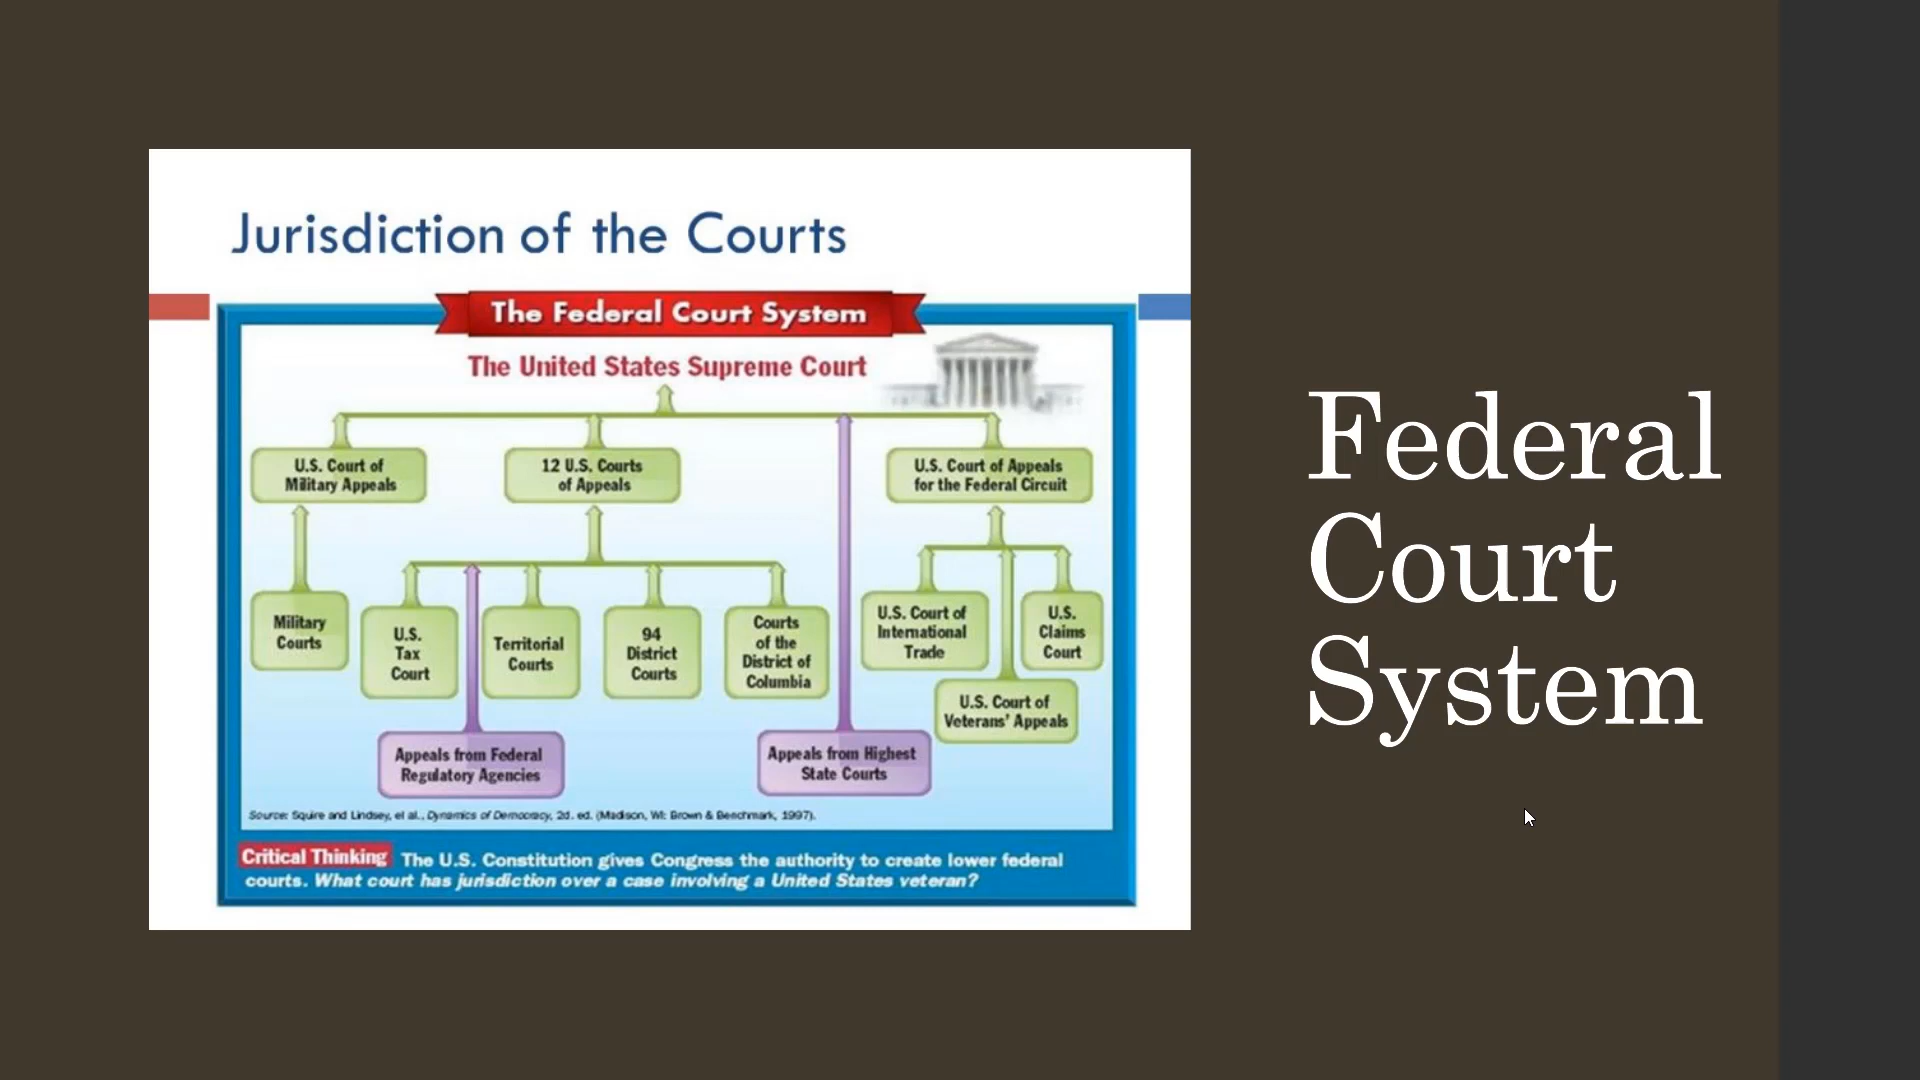 Jurisdiction of the Courts
The Federal Court System
The United States Supreme Court
U.S. Court of
Military Appeals
12 U.S. Courts
of Appeals
U.S. Court of Appeals
for the Federal Circuit
Military
Courts
U.S.
Tax
Court
Territorial
Courts
94
District
Courts
Courts
of the
District of
Columbia
U.S. Court of
International
Trade
U.S.
Claims
Court
U.S. Court of
Veterans' Appeals
Appeals from Federal
Regulatory Agencies
Appeals from Highest
State Courts
Source: Squire and Lindsey, el al., Dynamics of Democracy, 2d. ed. (Madison, WI: Brown & Benchmark, 1997).
Critical Thinking The U.S. Constitution gives Congress the authority to create lower federal
courts. What court has jurisdiction over a case involving a United States veteran?
Federal
Court
System